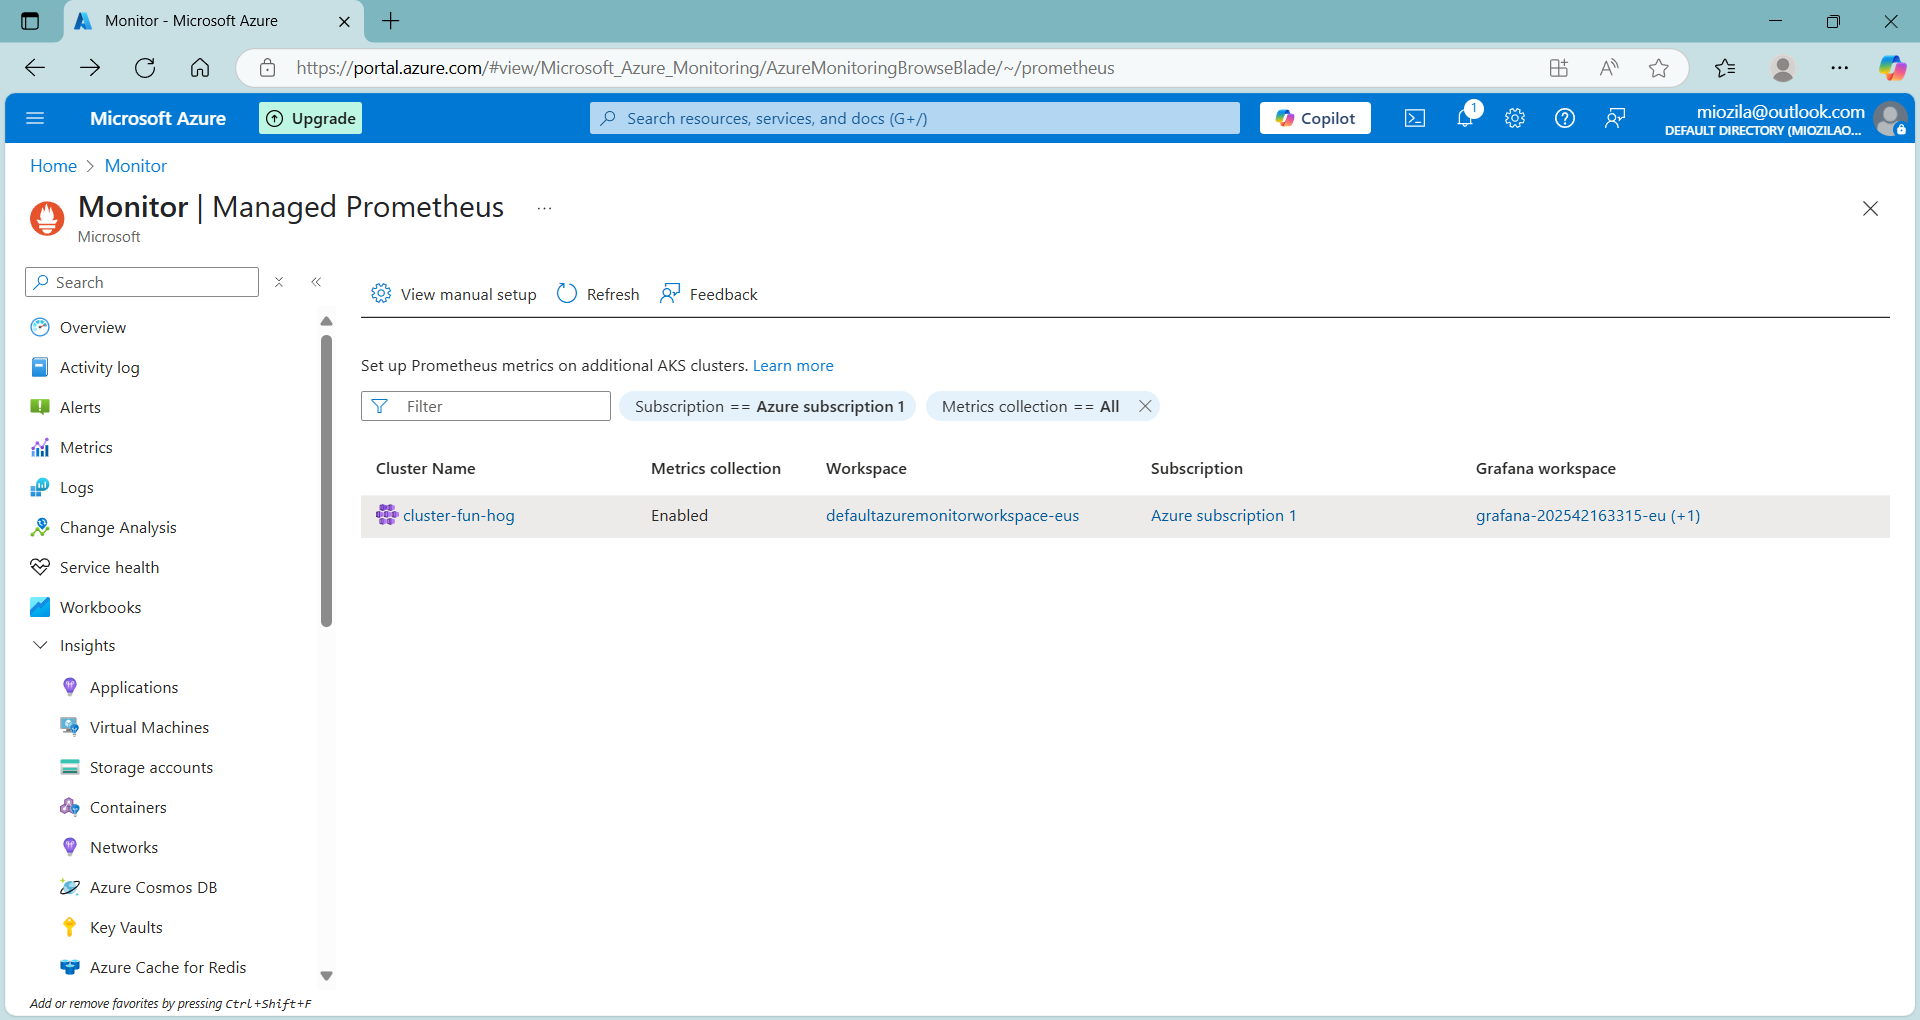 Monitor - Microsoft Azure
https://portal.azure.com/#view/Microsoft_Azure_Monitoring/AzureMonitoringBrowseBlade/~/prometheus
Microsoft Azure
Upgrade
Search resources, services, and docs (G+/)
Copilot
1
miozila@outlook.com
DEFAULT DIRECTORY (MIOZILAO...
Home > Monitor
Monitor | Managed Prometheus ...
Microsoft
Search
View manual setup
Refresh
Feedback
Overview
Activity log
Alerts
Metrics
Logs
Change Analysis
Service health
Workbooks
Insights
Applications
Virtual Machines
Storage accounts
Containers
Networks
Azure Cosmos DB
Key Vaults
Azure Cache for Redis
Add or remove favorites by pressing Ctrl+Shift+F
Set up Prometheus metrics on additional AKS clusters. Learn more
Filter
Subscription == Azure subscription 1
Metrics collection == All
Cluster Name Metrics collection Workspace Subscription Grafana workspace
cluster-fun-hog Enabled defaultazuremonitorworkspace-eus Azure subscription 1 grafana-202542163315-eu (+1)